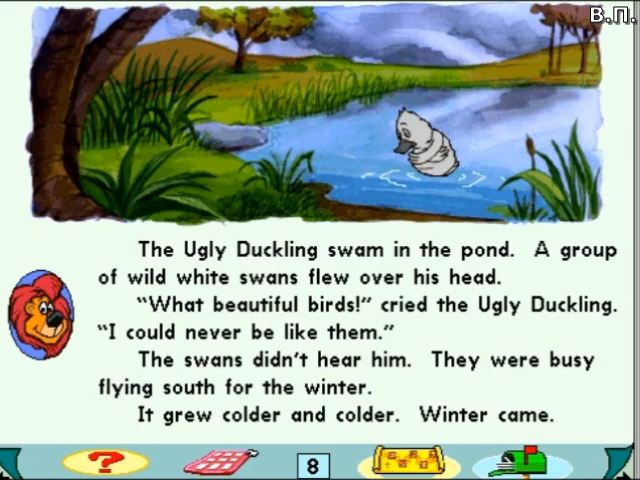 В.П.
The Ugly Duckling swam in the pond. A group
of wild white swans flew over his head.
“What beautiful birds!” cried the Ugly Duckling.
“I could never be like them.”
The swans didn’t hear him. They were busy
flying south for the winter.
It grew colder and colder. Winter came.
?
8